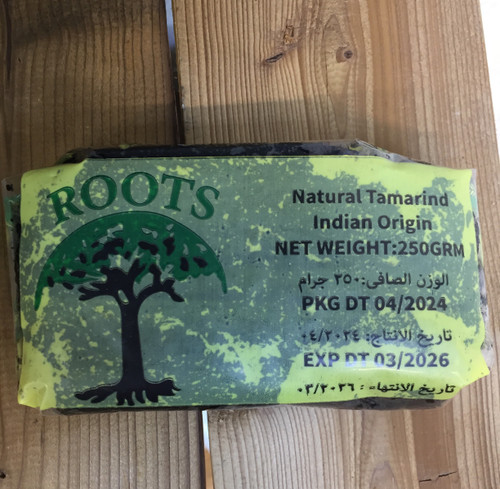 ROOTS
Natural Tamarind
Indian Origin
NET WEIGHT:250GRM
الوزن الصافى:٢٥٠ جرام
PKG DT 04/2024
تاريخ الانتاج: ٠٤/٢٠٢٤
EXP DT 03/2026
تاريخ الانتهاء: ٠٣/٢٠٢٦